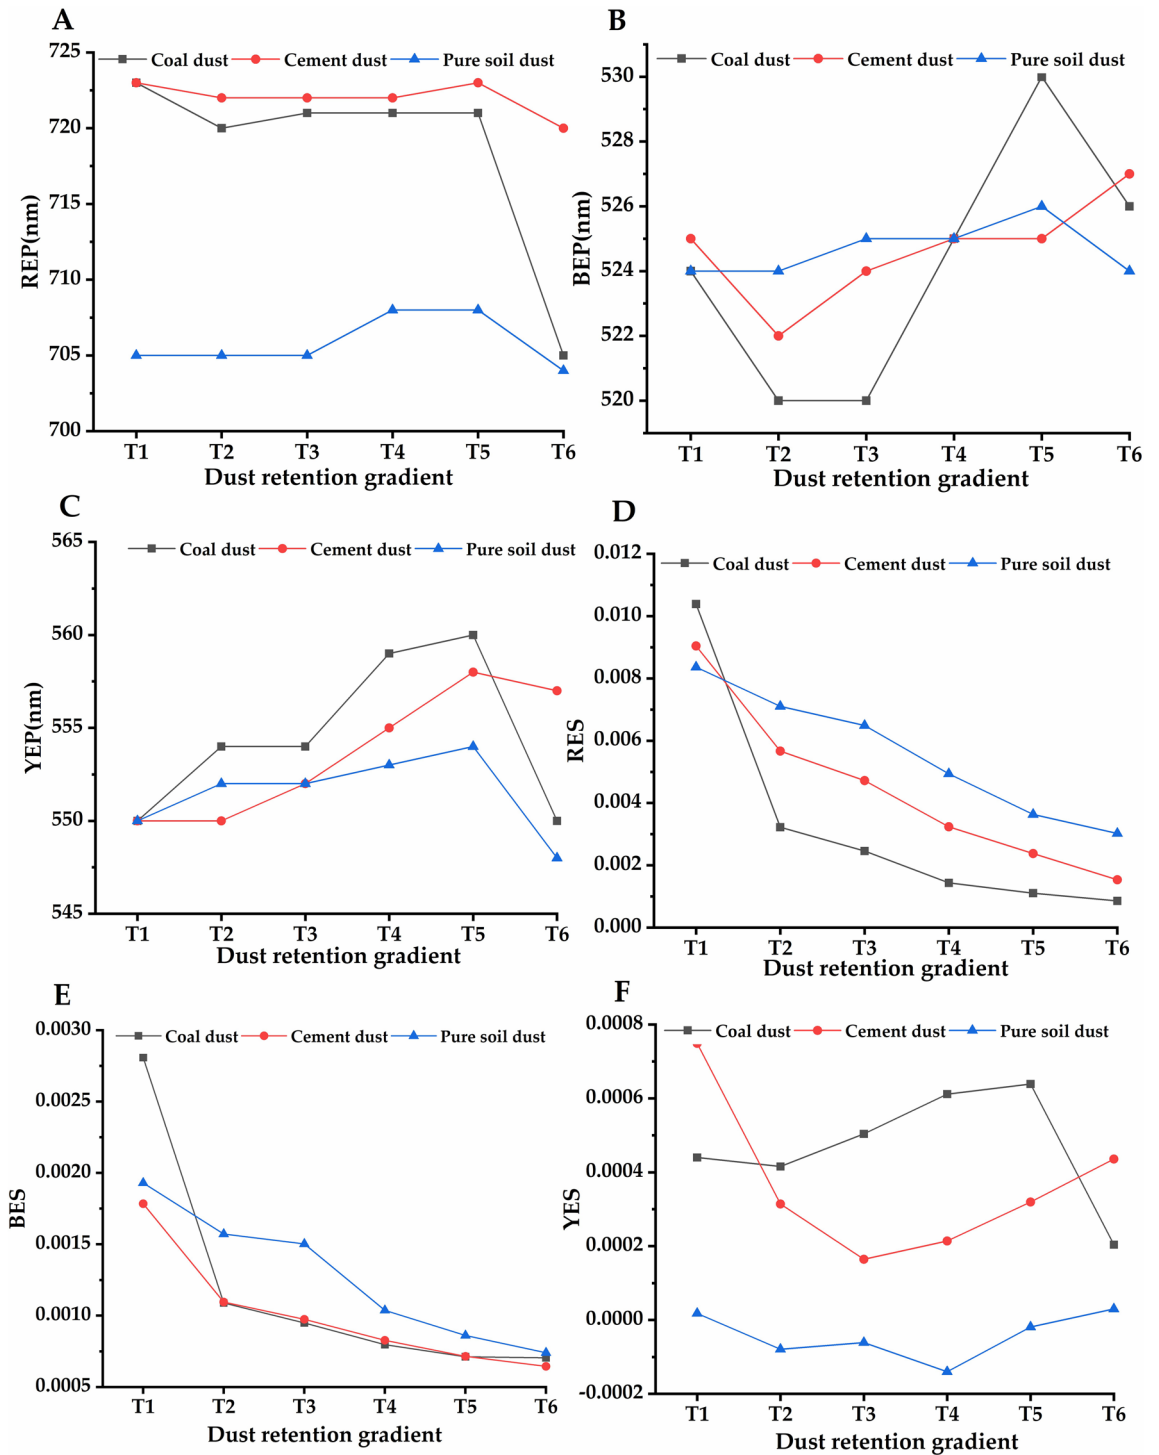 A
725
Coal dust Cement dust Pure soil dust
720
715
710
705
700
REP(nm)
T1 T2 T3 T4 T5 T6
Dust retention gradient
B
Coal dust Cement dust Pure soil dust
530
528
526
524
522
520
BEP(nm)
T1 T2 T3 T4 T5 T6
Dust retention gradient
C
565
Coal dust Cement dust Pure soil dust
560
555
550
545
YEP(nm)
T1 T2 T3 T4 T5 T6
Dust retention gradient
D
0.012
Coal dust Cement dust Pure soil dust
0.010
0.008
0.006
0.004
0.002
0.000
RES
T1 T2 T3 T4 T5 T6
Dust retention gradient
E
0.0030
Coal dust Cement dust Pure soil dust
0.0025
0.0020
0.0015
0.0010
0.0005
BES
T1 T2 T3 T4 T5 T6
Dust retention gradient
F
0.0008
Coal dust Cement dust Pure soil dust
0.0006
0.0004
0.0002
0.0000
-0.0002
YES
T1 T2 T3 T4 T5 T6
Dust retention gradient